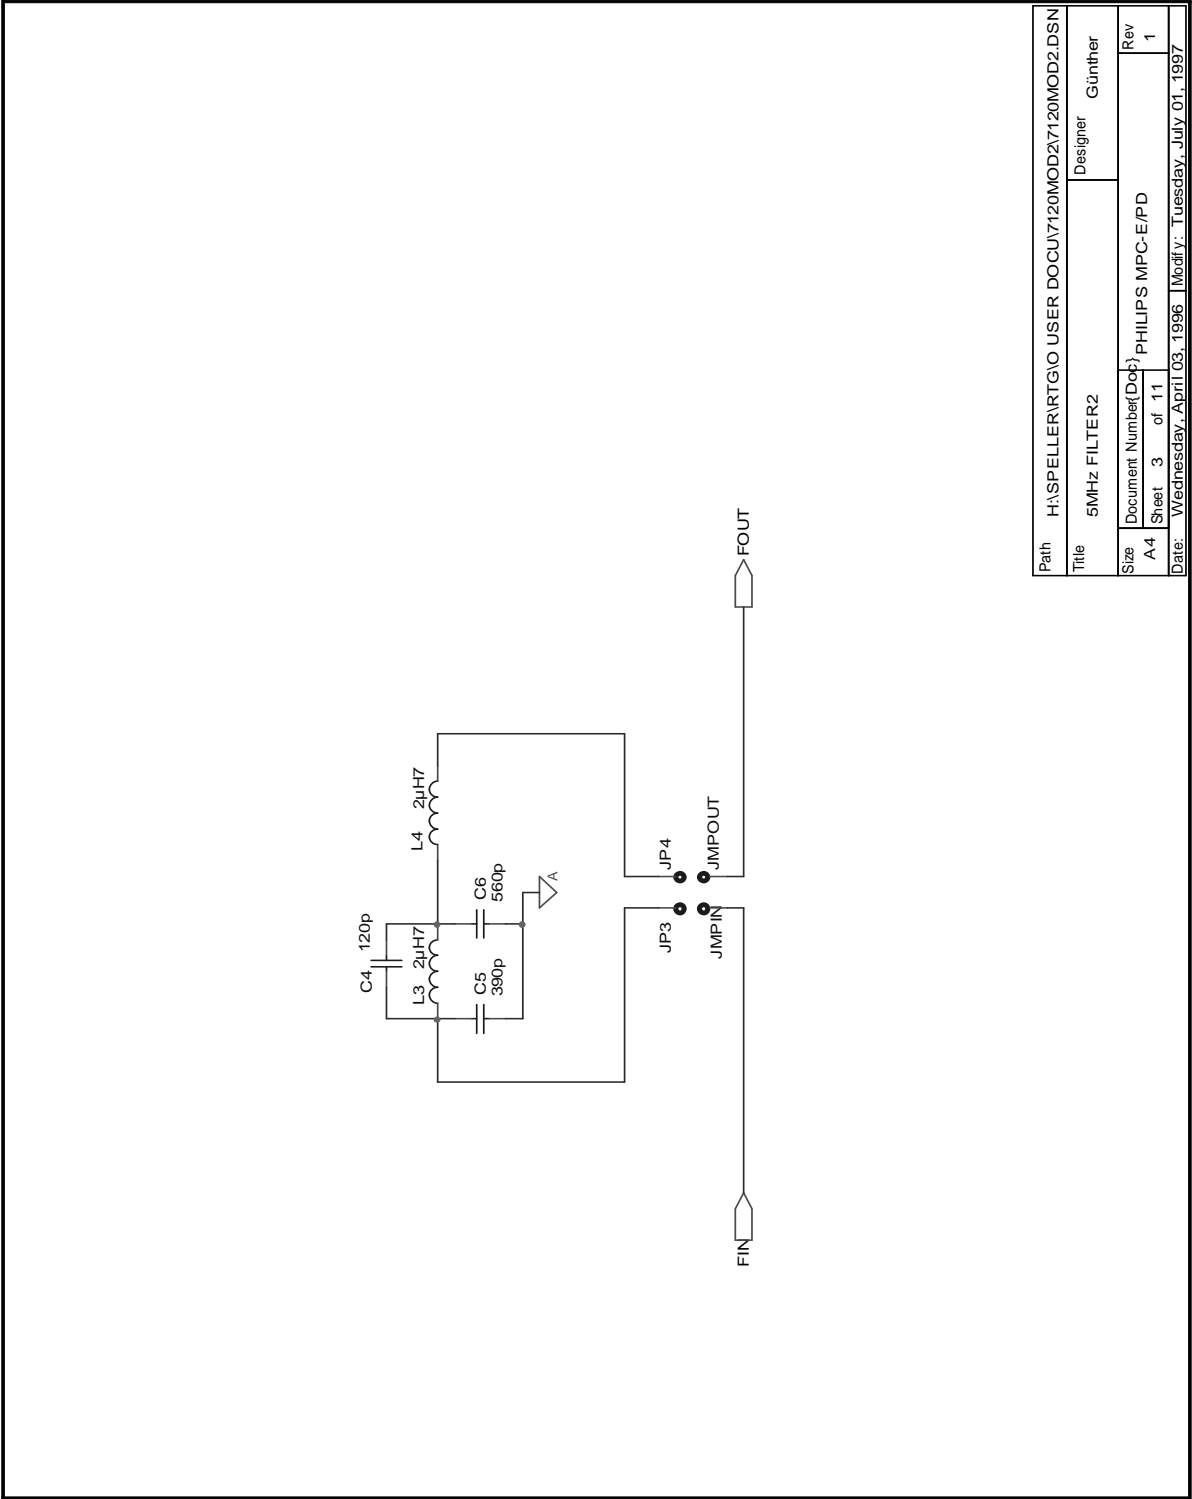 C4 120p
L3 2µH7
L4 2µH7
C5
390p
C6
560p
A
JP3 JP4
JMPIN JMPOUT
FIN FOUT
Path H:\SPELLER\RTG\O USER DOCU\7120MOD2\7120MOD2.DSN
Title Designer
5MHz FILTER2 Günther
Size Document Number{Doc} Rev
A4 PHILIPS MPC-E/PD 1
Sheet 3 of 11
Date: Wednesday, April 03, 1996 Modify: Tuesday, July 01, 1997